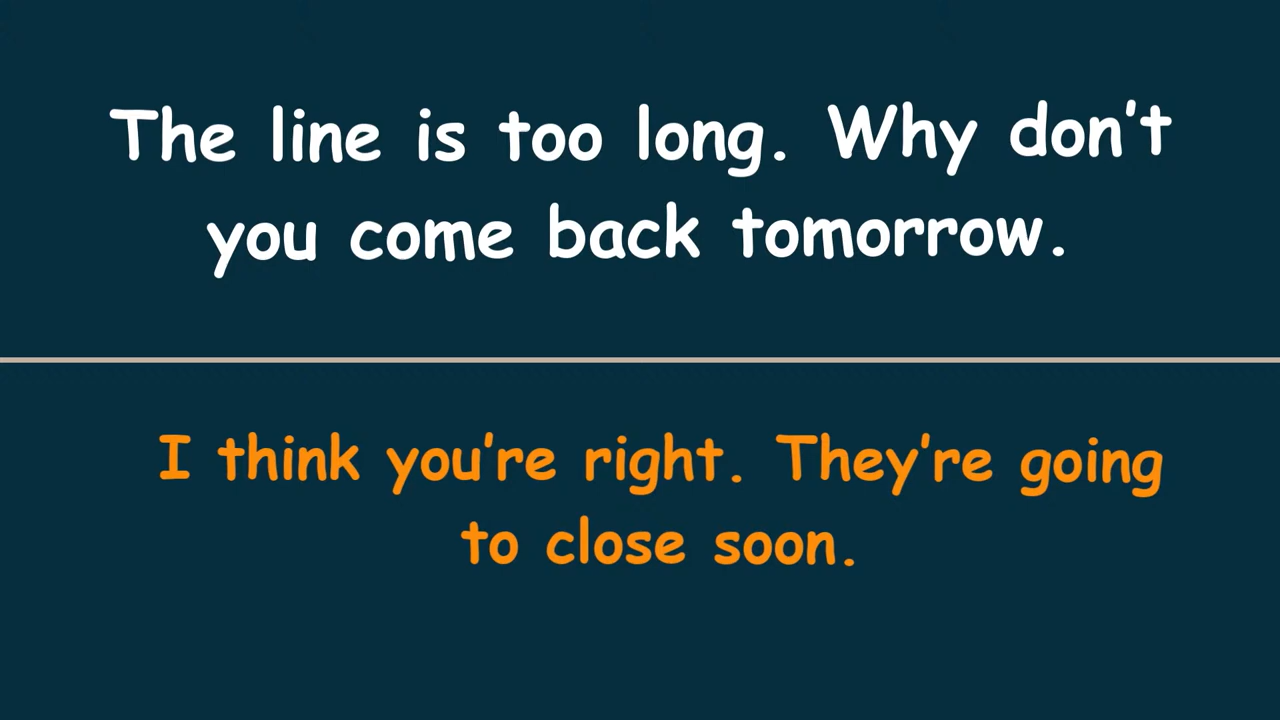 The line is too long. Why don't
you come back tomorrow.
I think you're right. They're going
to close soon.